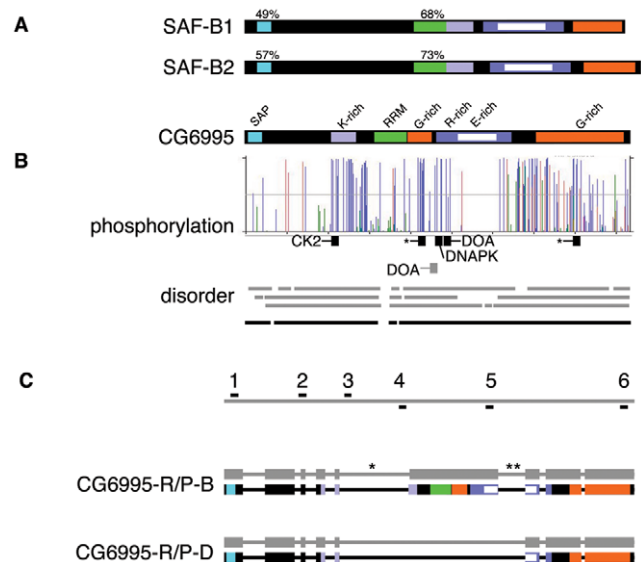 A
SAF-B1
49%
68%
SAF-B2
57%
73%
SAP
K-rich
RRM
G-rich
R-rich
E-rich
G-rich
CG6995
B
phosphorylation
CK2
*
DOA
*
DNAPK
DOA
disorder
C
1 2 3 4 5 6
* **
CG6995-R/P-B
CG6995-R/P-D